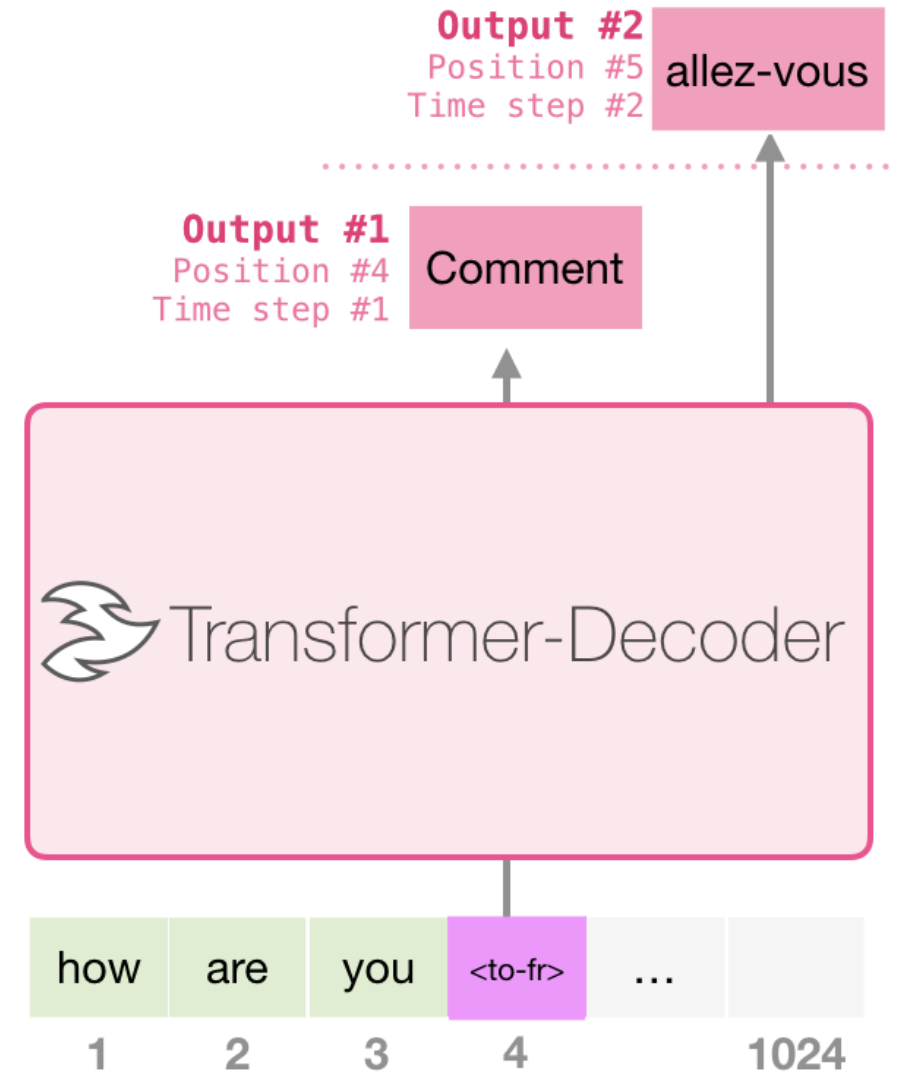 Output #2
Position #5
Time step #2
allez-vous
Output #1
Position #4
Time step #1
Comment
Transformer-Decoder
how are you <to-fr> ...
1 2 3 4 1024